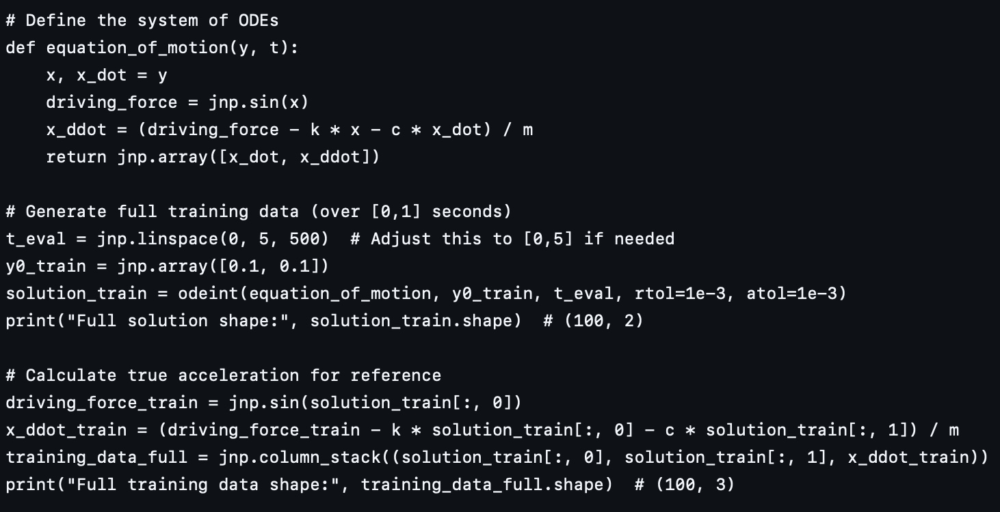 # Define the system of ODEs
def equation_of_motion(y, t):
    x, x_dot = y
    driving_force = jnp.sin(x)
    x_ddot = (driving_force - k * x - c * x_dot) / m
    return jnp.array([x_dot, x_ddot])

# Generate full training data (over [0,1] seconds)
t_eval = jnp.linspace(0, 5, 500)  # Adjust this to [0,5] if needed
y0_train = jnp.array([0.1, 0.1])
solution_train = odeint(equation_of_motion, y0_train, t_eval, rtol=1e-3, atol=1e-3)
print("Full solution shape:", solution_train.shape)  # (100, 2)

# Calculate true acceleration for reference
driving_force_train = jnp.sin(solution_train[:, 0])
x_ddot_train = (driving_force_train - k * solution_train[:, 0] - c * solution_train[:, 1]) / m
training_data_full = jnp.column_stack((solution_train[:, 0], solution_train[:, 1], x_ddot_train))
print("Full training data shape:", training_data_full.shape)  # (100, 3)